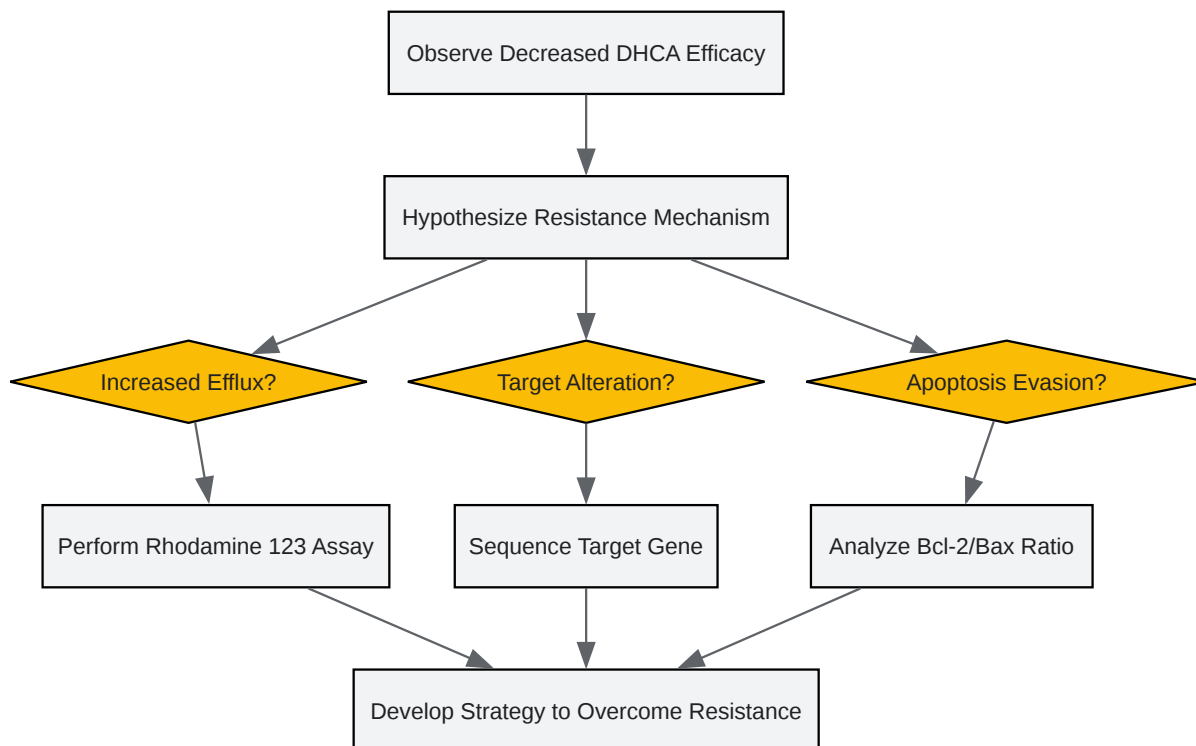 Observe Decreased DHCA Efficacy
Hypothesize Resistance Mechanism
Increased Efflux?
Target Alteration?
Apoptosis Evasion?
Perform Rhodamine 123 Assay
Sequence Target Gene
Analyze Bcl-2/Bax Ratio
Develop Strategy to Overcome Resistance